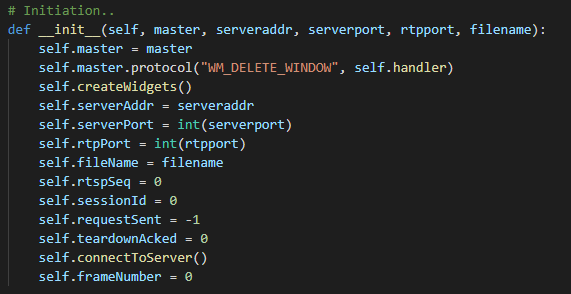 # Initiation..
def __init__(self, master, serveraddr, serverport, rtpport, filename):
self.master = master
self.master.protocol("WM_DELETE_WINDOW", self.handler)
self.createWidgets()
self.serverAddr = serveraddr
self.serverPort = int(serverport)
self.rtpPort = int(rtpport)
self.fileName = filename
self.rtspSeq = 0
self.sessionId = 0
self.requestSent = -1
self.teardownAcked = 0
self.connectToServer()
self.frameNumber = 0